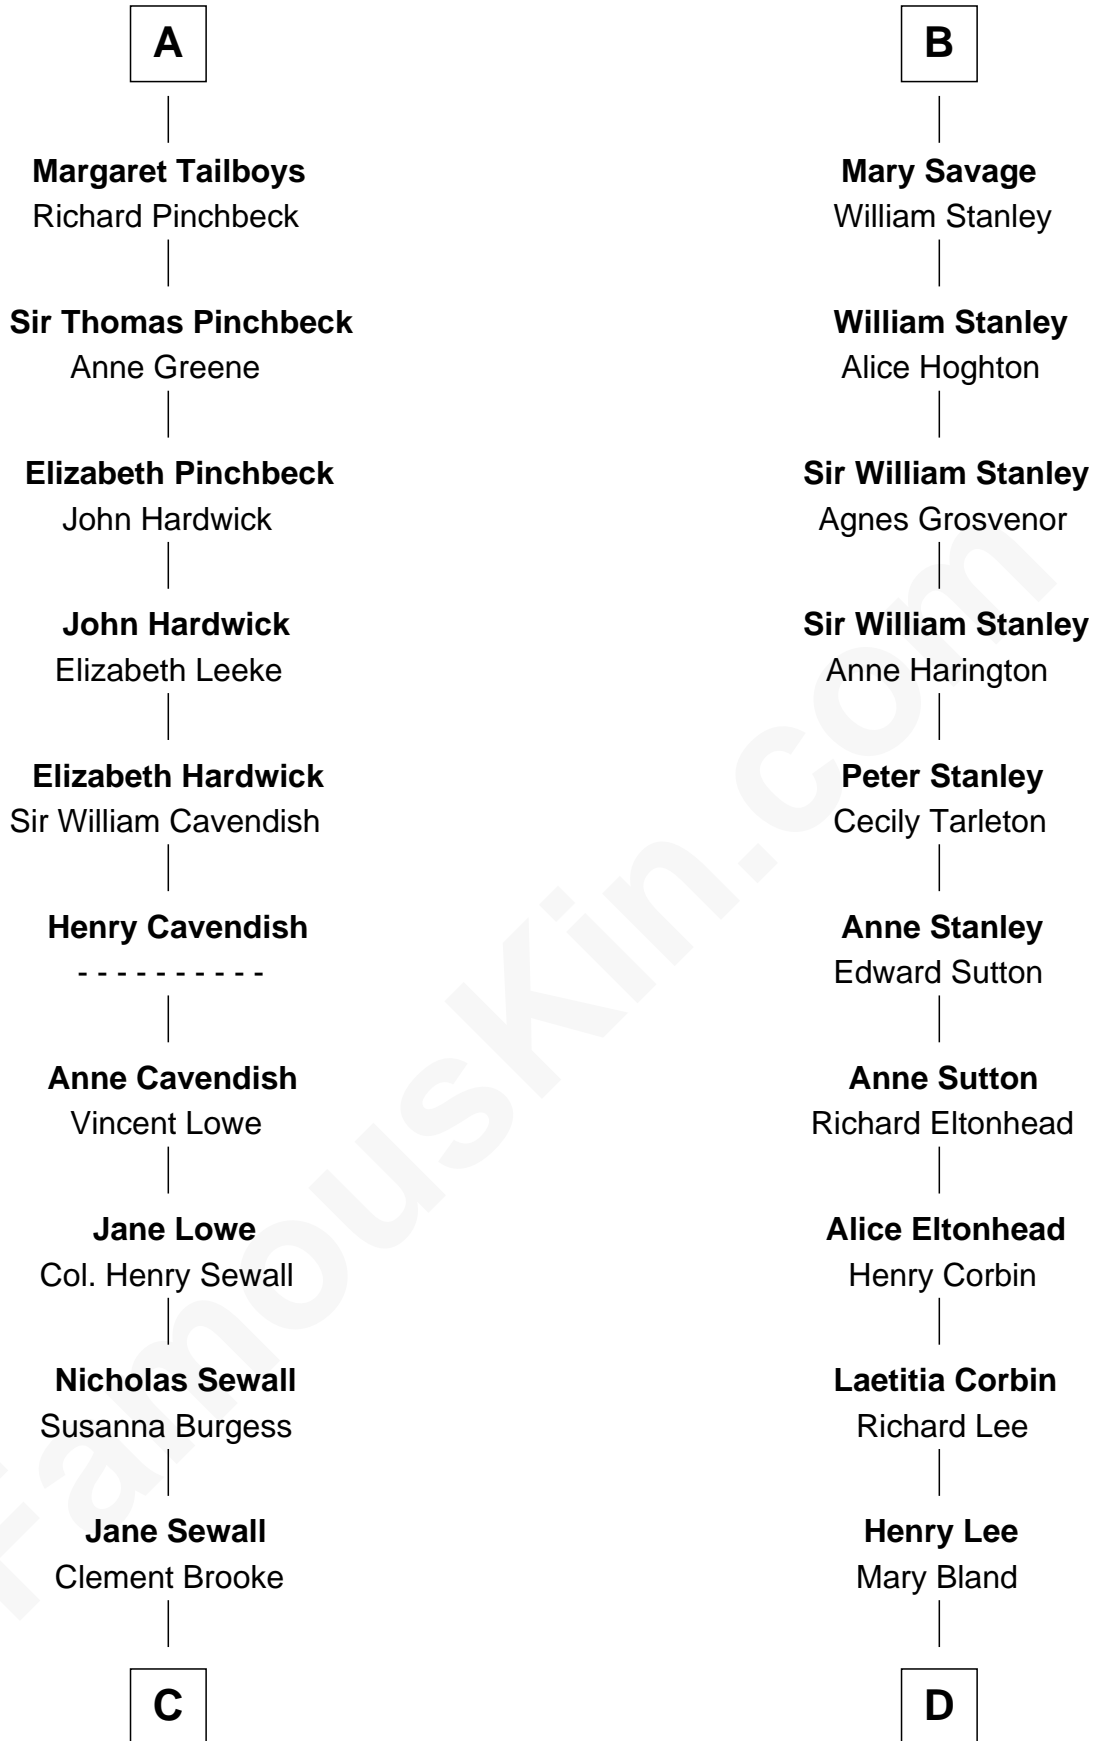 A
Margaret Tailboys
Richard Pinchbeck
Sir Thomas Pinchbeck
Anne Greene
Elizabeth Pinchbeck
John Hardwick
John Hardwick
Elizabeth Leeke
Elizabeth Hardwick
Sir William Cavendish
Henry Cavendish
- - - - - - - - - -
Anne Cavendish
Vincent Lowe
Jane Lowe
Col. Henry Sewall
Nicholas Sewall
Susanna Burgess
Jane Sewall
Clement Brooke
C
B
Mary Savage
William Stanley
William Stanley
Alice Hoghton
Sir William Stanley
Agnes Grosvenor
Sir William Stanley
Anne Harington
Peter Stanley
Cecily Tarleton
Anne Stanley
Edward Sutton
Anne Sutton
Richard Eltonhead
Alice Eltonhead
Henry Corbin
Laetitia Corbin
Richard Lee
Henry Lee
Mary Bland
D
FamousKin.com